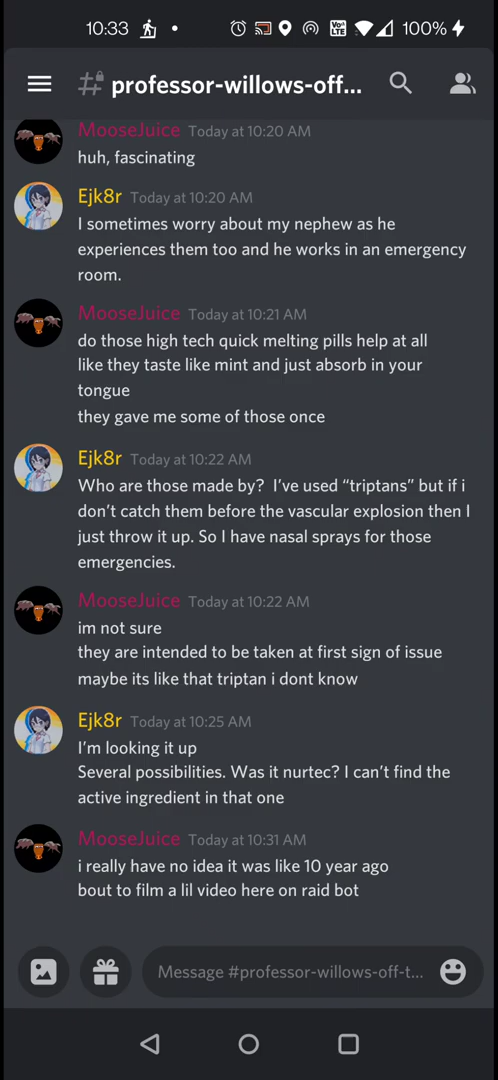 10:33
VoLTE
100%
# professor-willows-off...
MooseJuice Today at 10:20 AM
huh, fascinating
Ejk8r Today at 10:20 AM
I sometimes worry about my nephew as he
experiences them too and he works in an emergency
room.
MooseJuice Today at 10:21 AM
do those high tech quick melting pills help at all
like they taste like mint and just absorb in your
tongue
they gave me some of those once
Ejk8r Today at 10:22 AM
Who are those made by?  I’ve used “triptans” but if i
don’t catch them before the vascular explosion then I
just throw it up. So I have nasal sprays for those
emergencies.
MooseJuice Today at 10:22 AM
im not sure
they are intended to be taken at first sign of issue
maybe its like that triptan i dont know
Ejk8r Today at 10:25 AM
I’m looking it up
Several possibilities. Was it nurtec? I can’t find the
active ingredient in that one
MooseJuice Today at 10:31 AM
i really have no idea it was like 10 year ago
bout to film a lil video here on raid bot
Message #professor-willows-off-t...